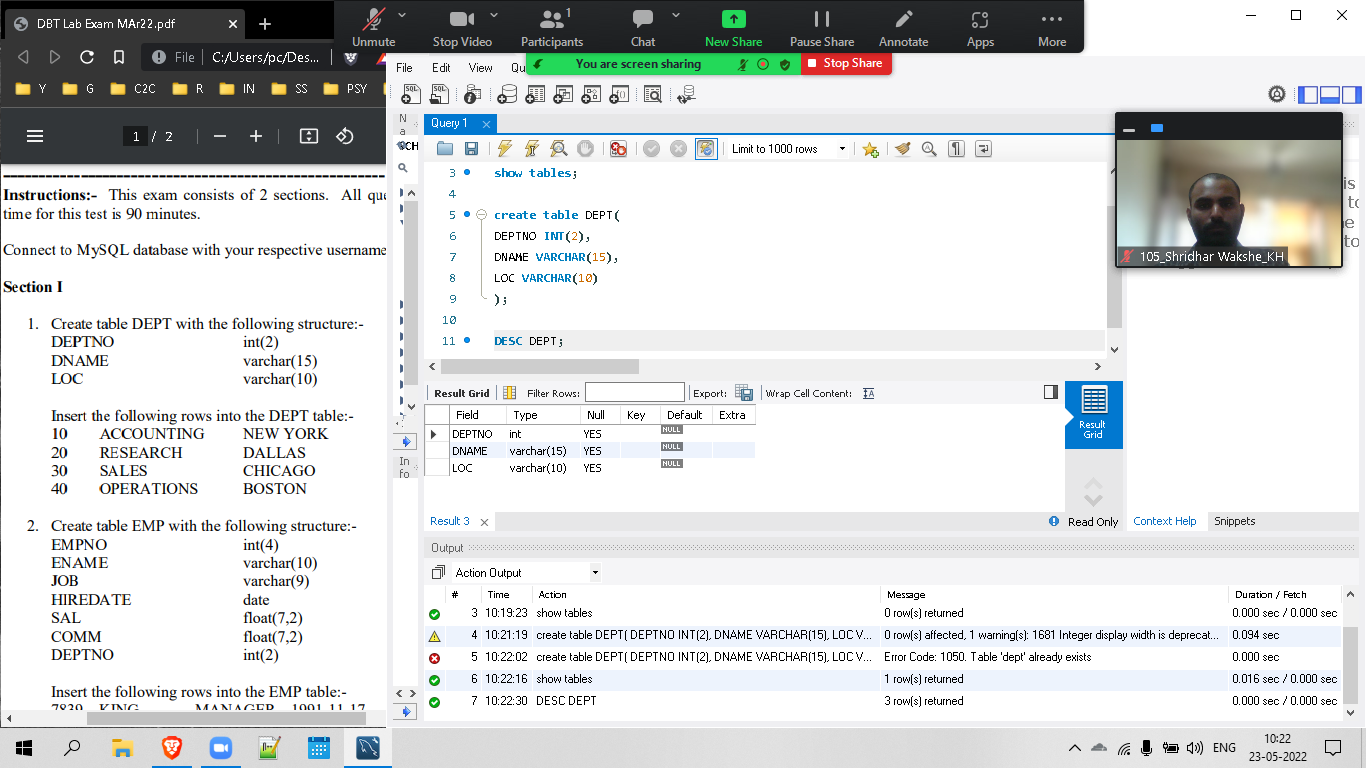 DBT Lab Exam MAr22.pdf
File C:/Users/pc/Des...
Y G C2C R IN SS PSY
1 / 2
Instructions:- This exam consists of 2 sections. All que
time for this test is 90 minutes.
Connect to MySQL database with your respective username
Section I
1. Create table DEPT with the following structure:-
DEPTNO int(2)
DNAME varchar(15)
LOC varchar(10)
Insert the following rows into the DEPT table:-
10 ACCOUNTING NEW YORK
20 RESEARCH DALLAS
30 SALES CHICAGO
40 OPERATIONS BOSTON
2. Create table EMP with the following structure:-
EMPNO int(4)
ENAME varchar(10)
JOB varchar(9)
HIREDATE date
SAL float(7,2)
COMM float(7,2)
DEPTNO int(2)
Insert the following rows into the EMP table:-
7839 KING MANAGER 1991-11-17
Unmute Stop Video Participants 1 Chat New Share Pause Share Annotate Apps More
You are screen sharing Stop Share
File Edit View Qu
Query 1
Limit to 1000 rows
3 show tables;
4
5 create table DEPT(
6 DEPTNO INT(2),
7 DNAME VARCHAR(15),
8 LOC VARCHAR(10)
9 );
10
11 DESC DEPT;
Result Grid Filter Rows: Export: Wrap Cell Content:
Field Type Null Key Default Extra
DEPTNO int YES NULL
DNAME varchar(15) YES NULL
LOC varchar(10) YES NULL
Result Grid
Result 3
Read Only
Context Help Snippets
105_Shridhar Wakshe_KH
Output
Action Output
# Time Action Message Duration / Fetch
3 10:19:23 show tables 0 row(s) returned 0.000 sec / 0.000 sec
4 10:21:19 create table DEPT( DEPTNO INT(2), DNAME VARCHAR(15), LOC V... 0 row(s) affected, 1 warning(s): 1681 Integer display width is deprecat... 0.094 sec
5 10:22:02 create table DEPT( DEPTNO INT(2), DNAME VARCHAR(15), LOC V... Error Code: 1050. Table 'dept' already exists 0.000 sec
6 10:22:16 show tables 1 row(s) returned 0.016 sec / 0.000 sec
7 10:22:30 DESC DEPT 3 row(s) returned 0.000 sec / 0.000 sec
ENG
10:22
23-05-2022